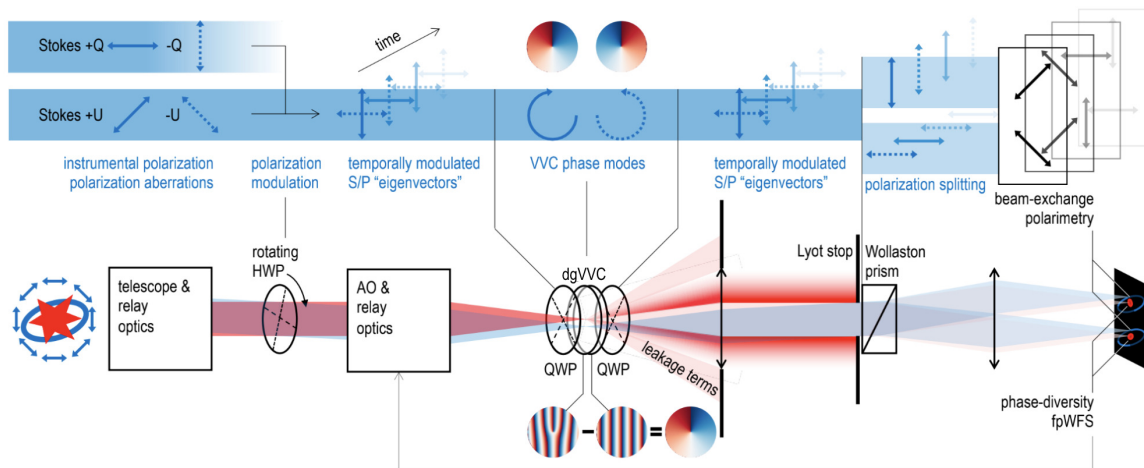 Stokes +Q -Q
time
Stokes +U -U
instrumental polarization
polarization aberrations
polarization
modulation
temporally modulated
S/P “eigenvectors”
VVC phase modes
temporally modulated
S/P “eigenvectors”
polarization splitting
beam-exchange
polarimetry
telescope &
relay
optics
rotating
HWP
AO &
relay
optics
dgVVC
QWP
QWP
leakage terms
Lyot stop
Wollaston
prism
phase-diversity
fpWFS